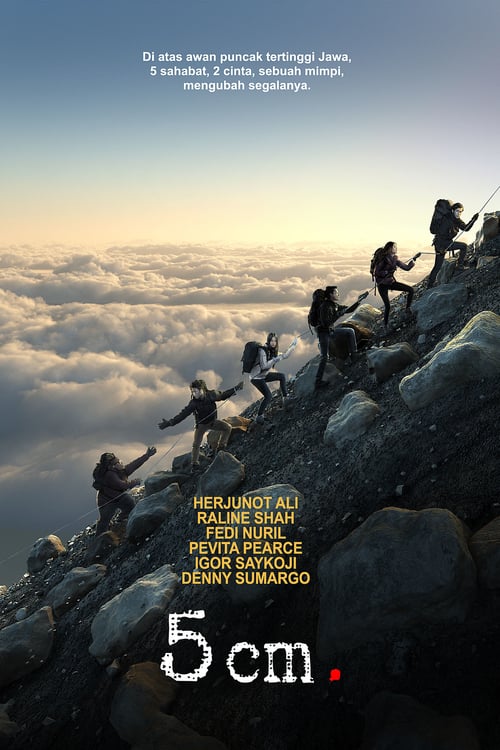 Di atas awan puncak tertinggi Jawa,
5 sahabat, 2 cinta, sebuah mimpi,
mengubah segalanya.
HERJUNOT ALI
RALINE SHAH
FEDI NURIL
PEVITA PEARCE
IGOR SAYKOJI
DENNY SUMARGO
5 cm.